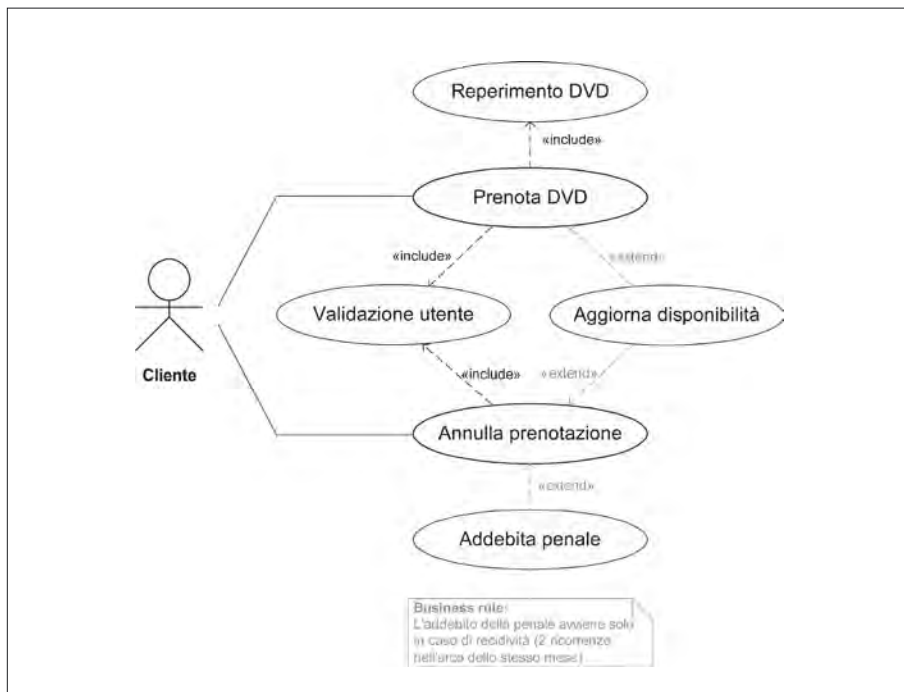 Reperimento DVD
«include»
Prenota DVD
«include»
«extend»
Validazione utente
Aggiorna disponibilità
Cliente
«include»
«extend»
Annulla prenotazione
«extend»
Addebita penale
Business rule:
L'addebito della penale avviene solo
in caso di recidività (2 ricorrenze
nell'arco dello stesso mese)